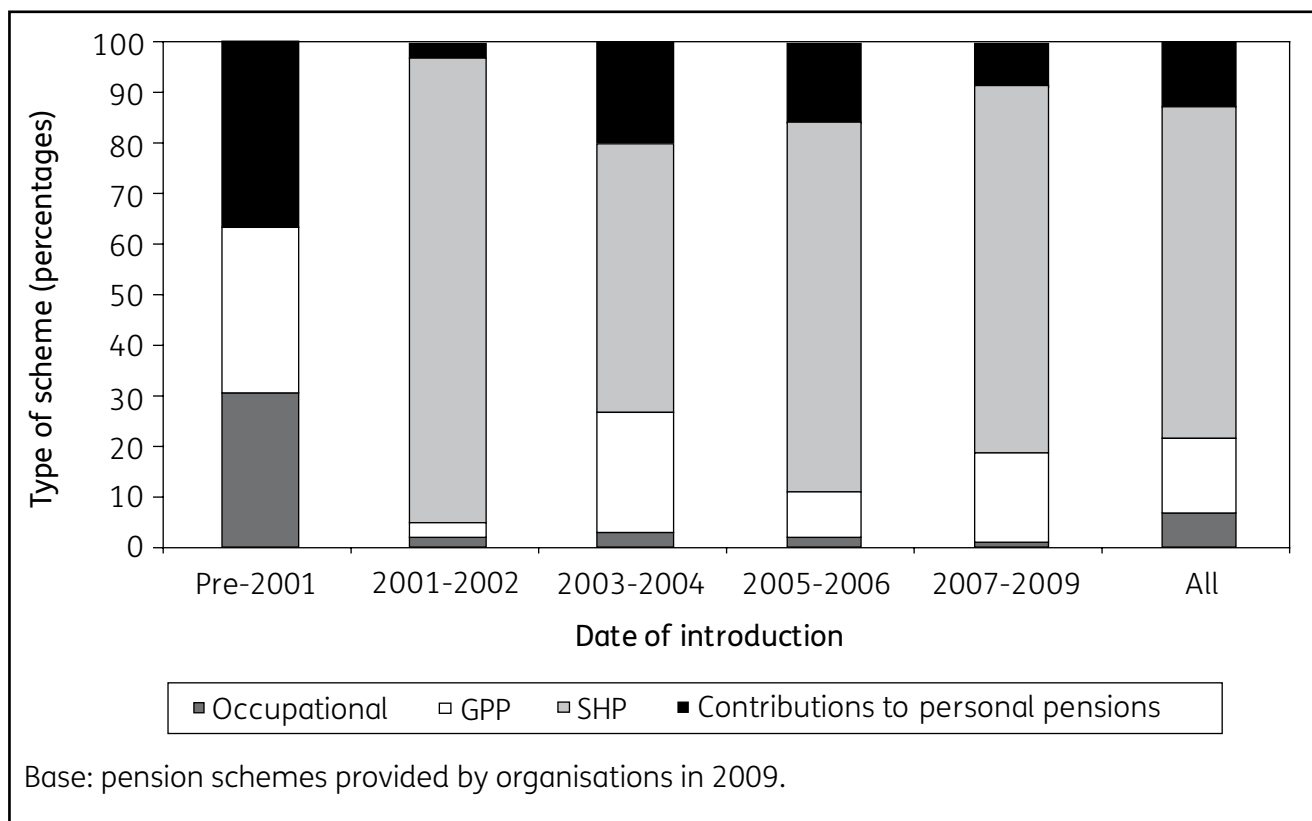 Type of scheme (percentages)
100
90
80
70
60
50
40
30
20
10
0
Pre-2001 2001-2002 2003-2004 2005-2006 2007-2009 All
Date of introduction
Occupational GPP SHP Contributions to personal pensions
Base: pension schemes provided by organisations in 2009.